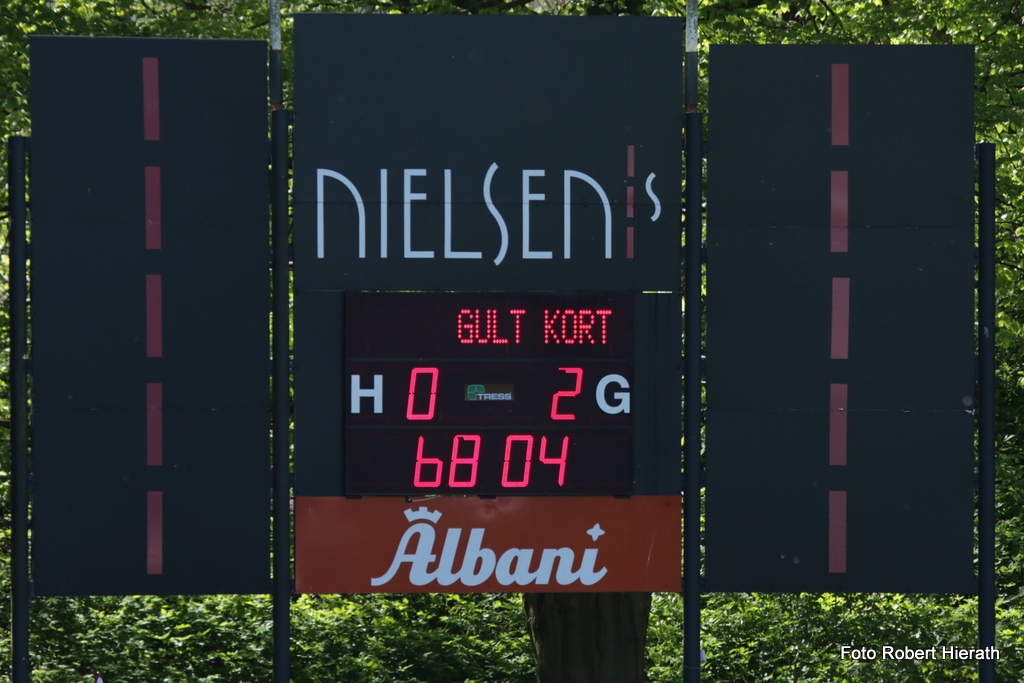 NIELSEN's
GULT KORT
H 0 TRESS 2 G
68 04
Albani
Foto Robert Hierath